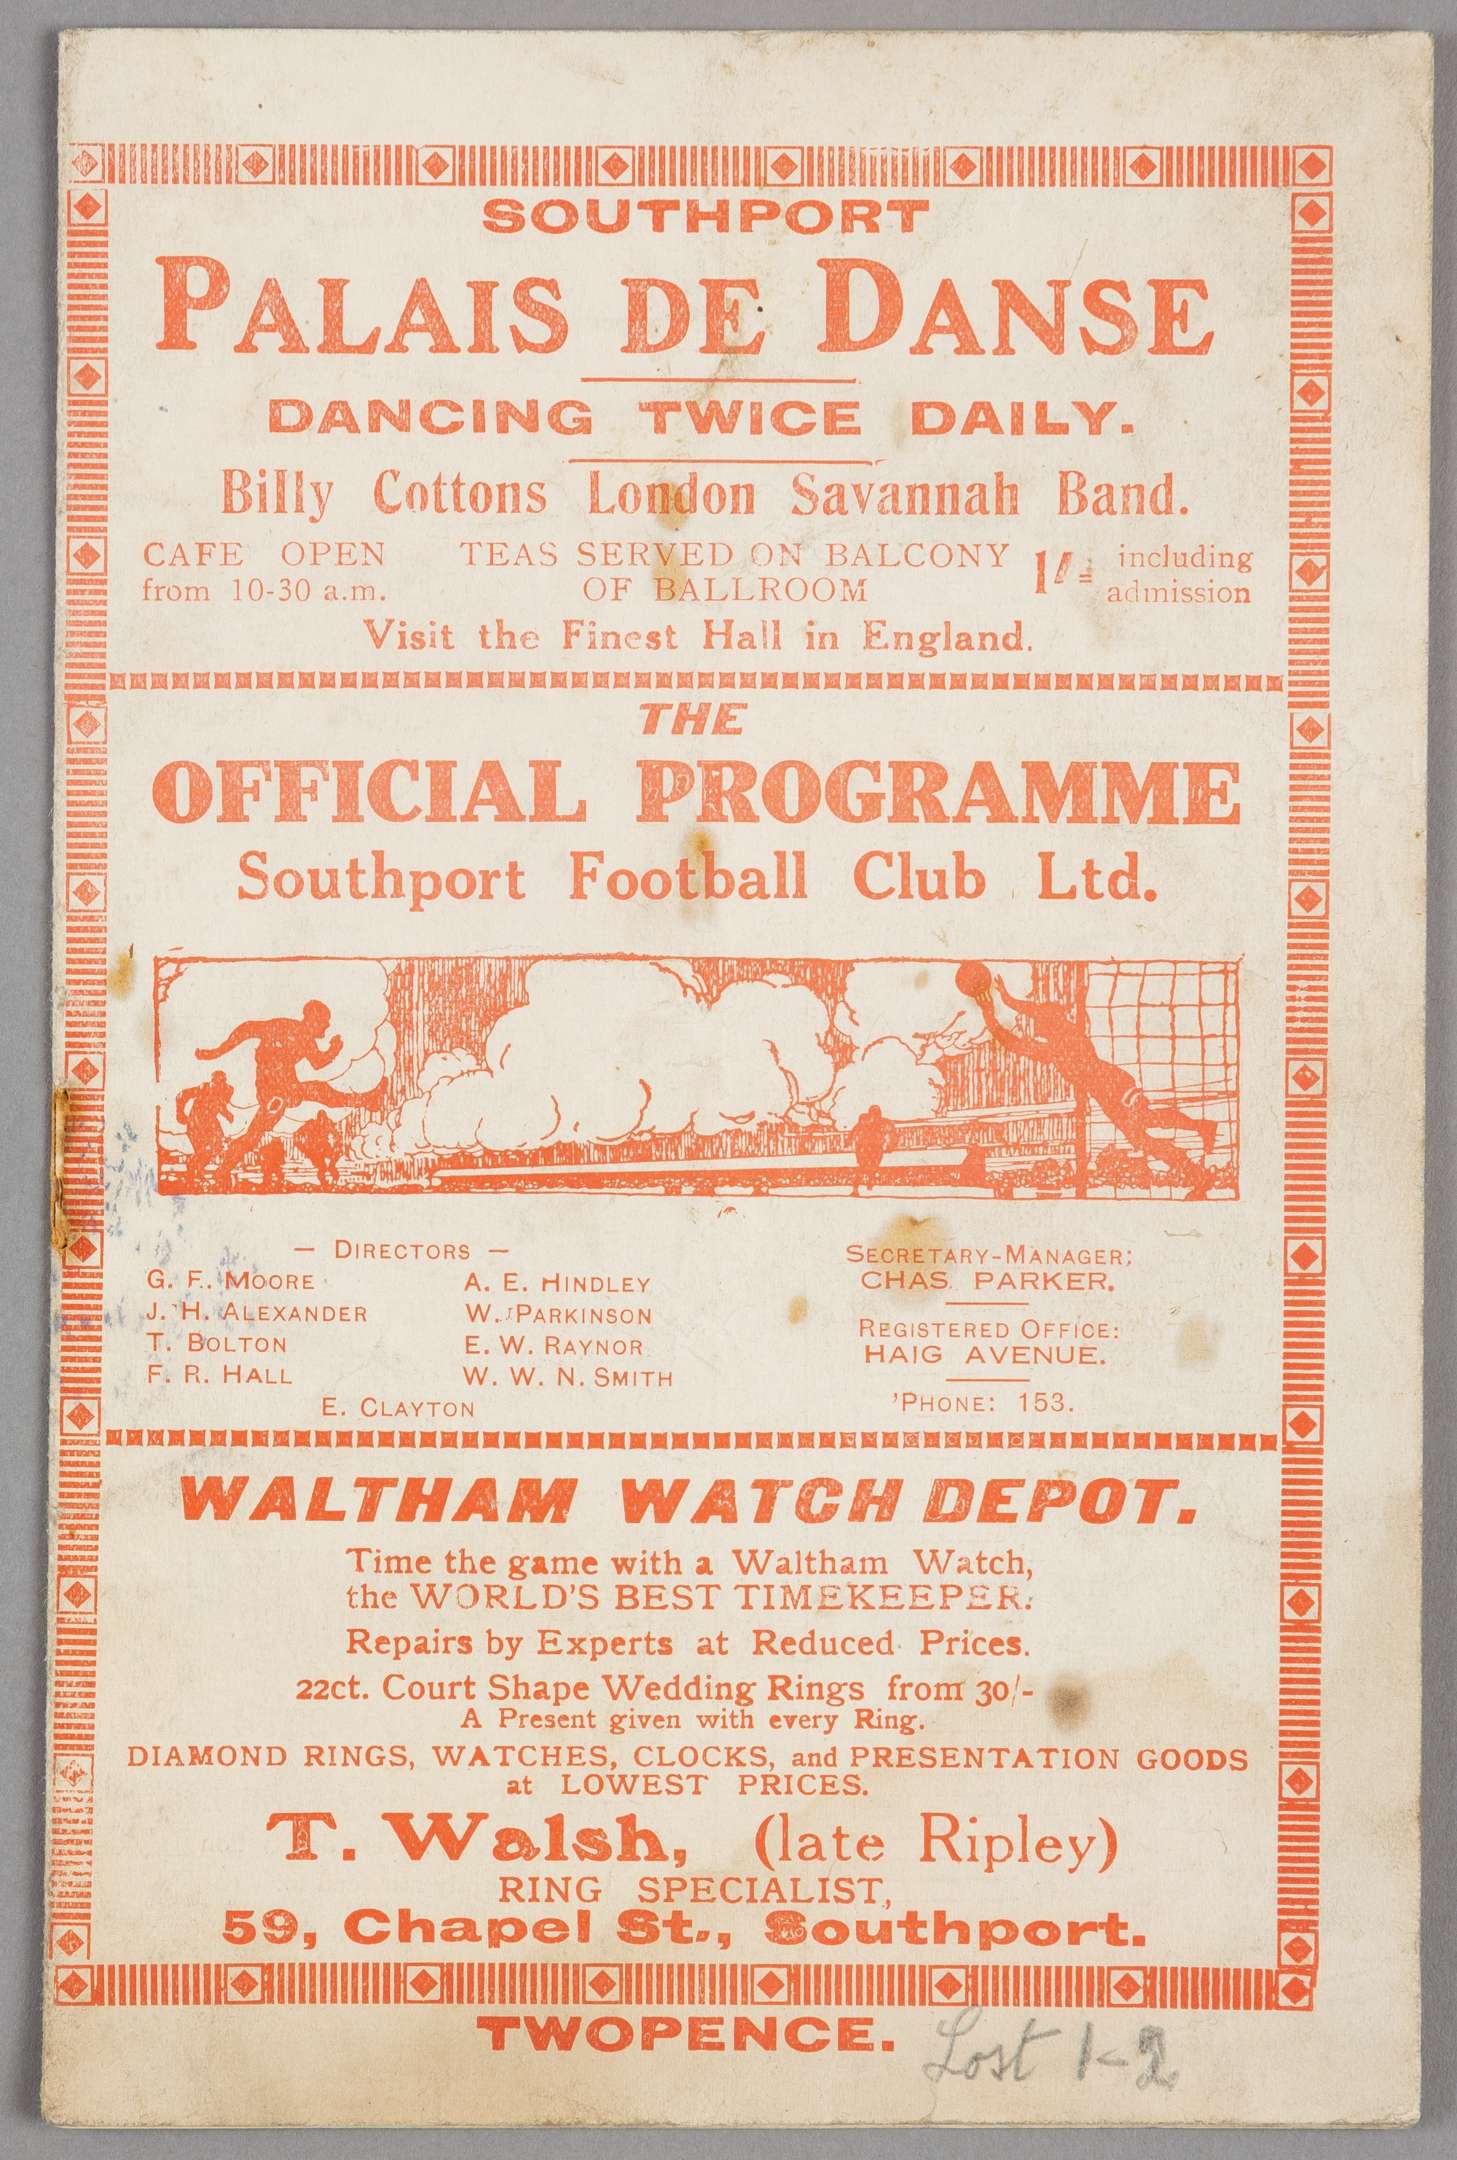 SOUTHPORT
PALAIS DE DANSE
DANCING TWICE DAILY.
Billy Cottons London Savannah Band.
CAFE OPEN from 10-30 a.m.
TEAS SERVED ON BALCONY OF BALLROOM
1/= including admission
Visit the Finest Hall in England.
THE
OFFICIAL PROGRAMME
Southport Football Club Ltd.
— DIRECTORS —
G. F. MOORE A. E. HINDLEY
J. H. ALEXANDER W. PARKINSON
T. BOLTON E. W. RAYNOR
F. R. HALL W. W. N. SMITH
E. CLAYTON
SECRETARY-MANAGER;
CHAS. PARKER.
REGISTERED OFFICE:
HAIG AVENUE.
'PHONE: 153.
WALTHAM WATCH DEPOT.
Time the game with a Waltham Watch,
the WORLD'S BEST TIMEKEEPER.
Repairs by Experts at Reduced Prices.
22ct. Court Shape Wedding Rings from 30/-
A Present given with every Ring.
DIAMOND RINGS, WATCHES, CLOCKS, and PRESENTATION GOODS
at LOWEST PRICES.
T. Walsh, (late Ripley)
RING SPECIALIST,
59, Chapel St., Southport.
TWOPENCE.
Lost 1-2